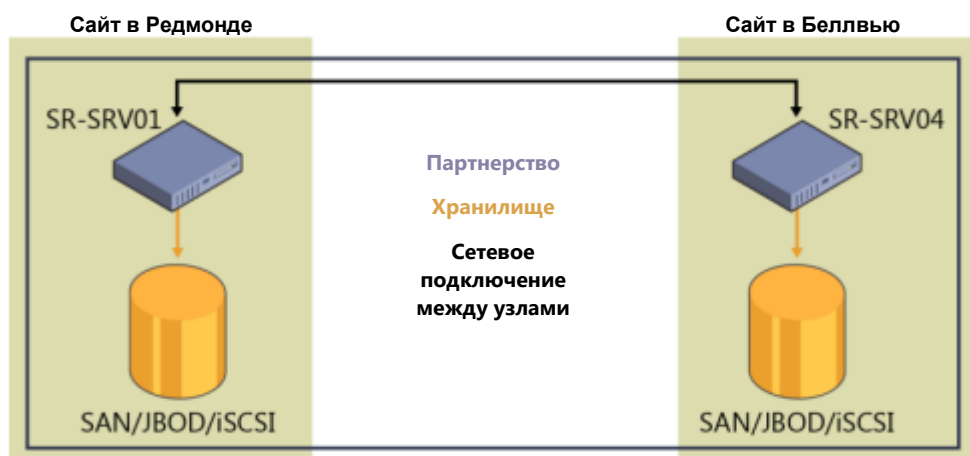 Сайт в Редмонде
Сайт в Беллвью
SR-SRV01
SR-SRV04
Партнерство
Хранилище
Сетевое
подключение
между узлами
SAN/JBOD/iSCSI
SAN/JBOD/iSCSI